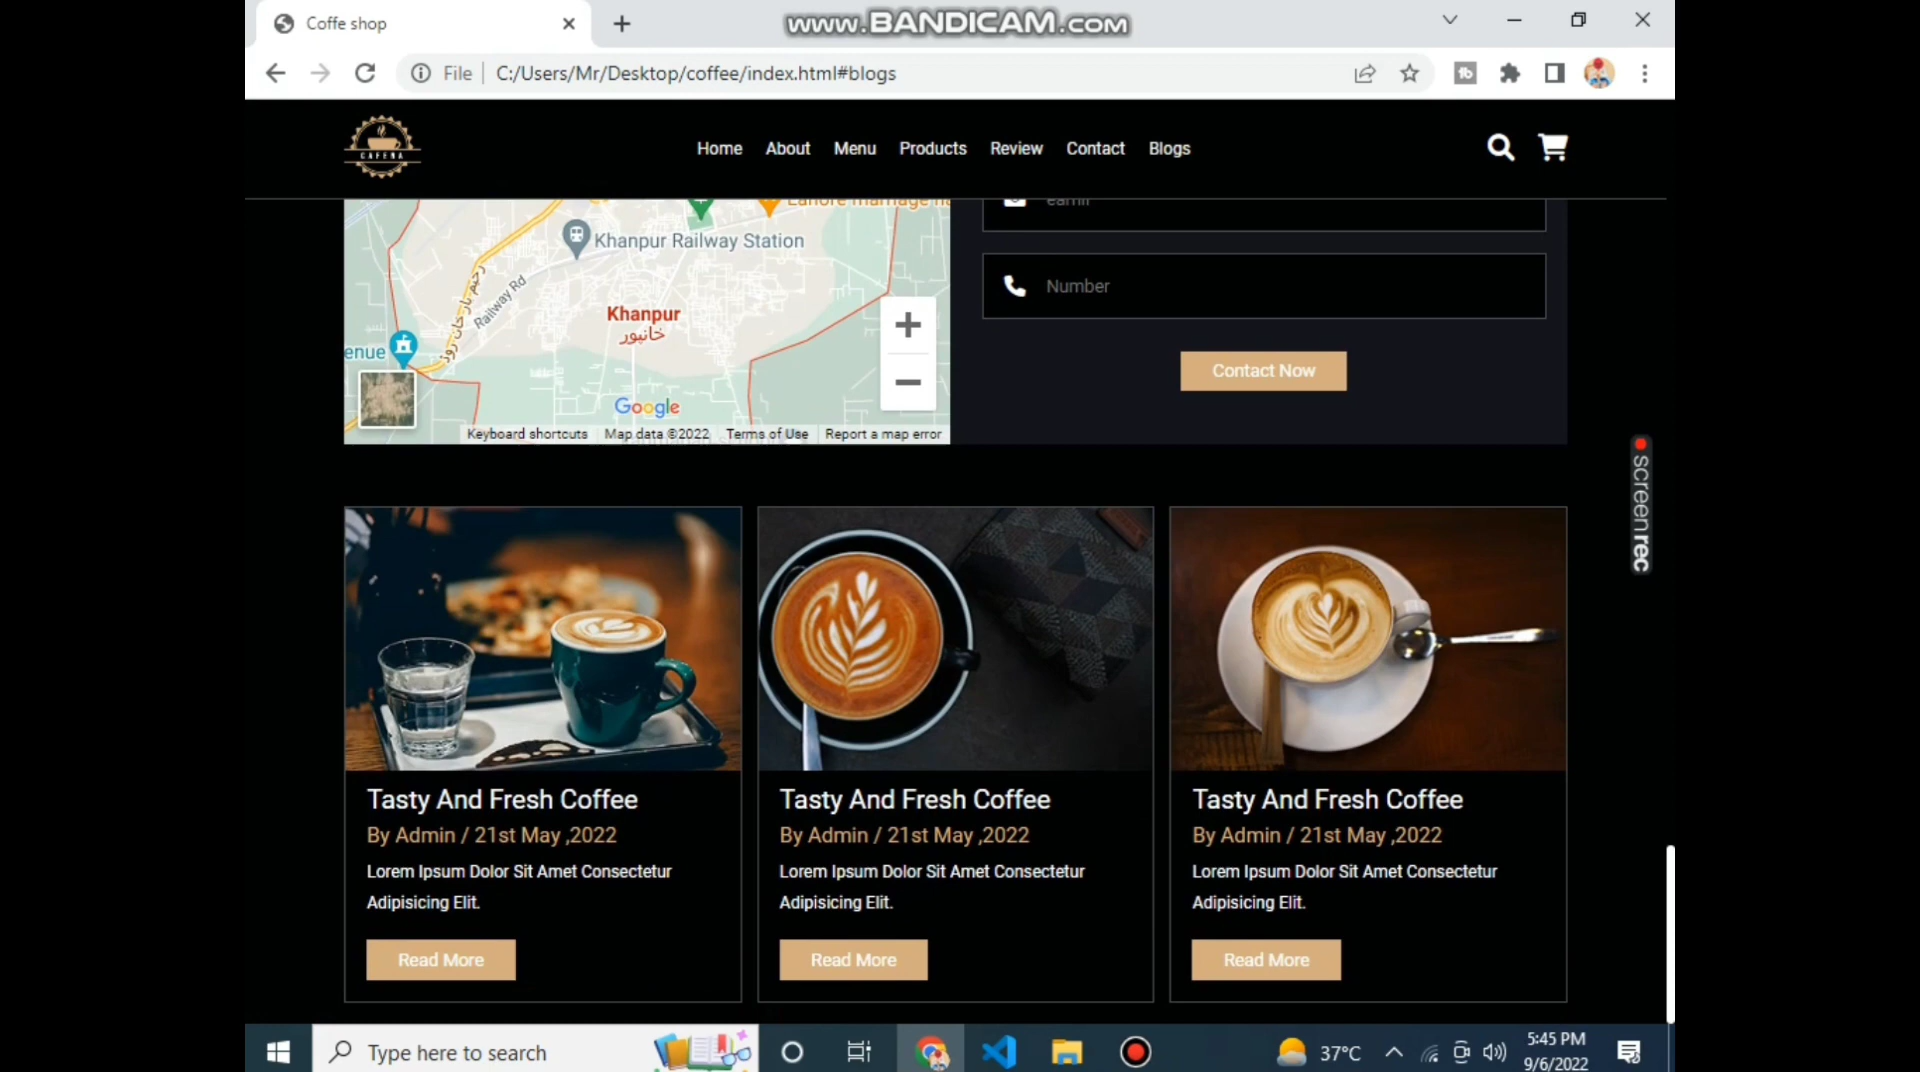 Coffe shop
www.BANDICAM.com
File
C:/Users/Mr/Desktop/coffee/index.html#blogs
CAFENA
Home
About
Menu
Products
Review
Contact
Blogs
Khanpur Railway Station
رحیم یار خان روڈ
Railway Rd
Khanpur
خانپور
enue
Google
Keyboard shortcuts
Map data ©2022
Terms of Use
Report a map error
Number
Contact Now
screenrec
Tasty And Fresh Coffee
By Admin / 21st May ,2022
Lorem Ipsum Dolor Sit Amet Consectetur
Adipisicing Elit.
Read More
Tasty And Fresh Coffee
By Admin / 21st May ,2022
Lorem Ipsum Dolor Sit Amet Consectetur
Adipisicing Elit.
Read More
Tasty And Fresh Coffee
By Admin / 21st May ,2022
Lorem Ipsum Dolor Sit Amet Consectetur
Adipisicing Elit.
Read More
Type here to search
37°C
5:45 PM
9/6/2022